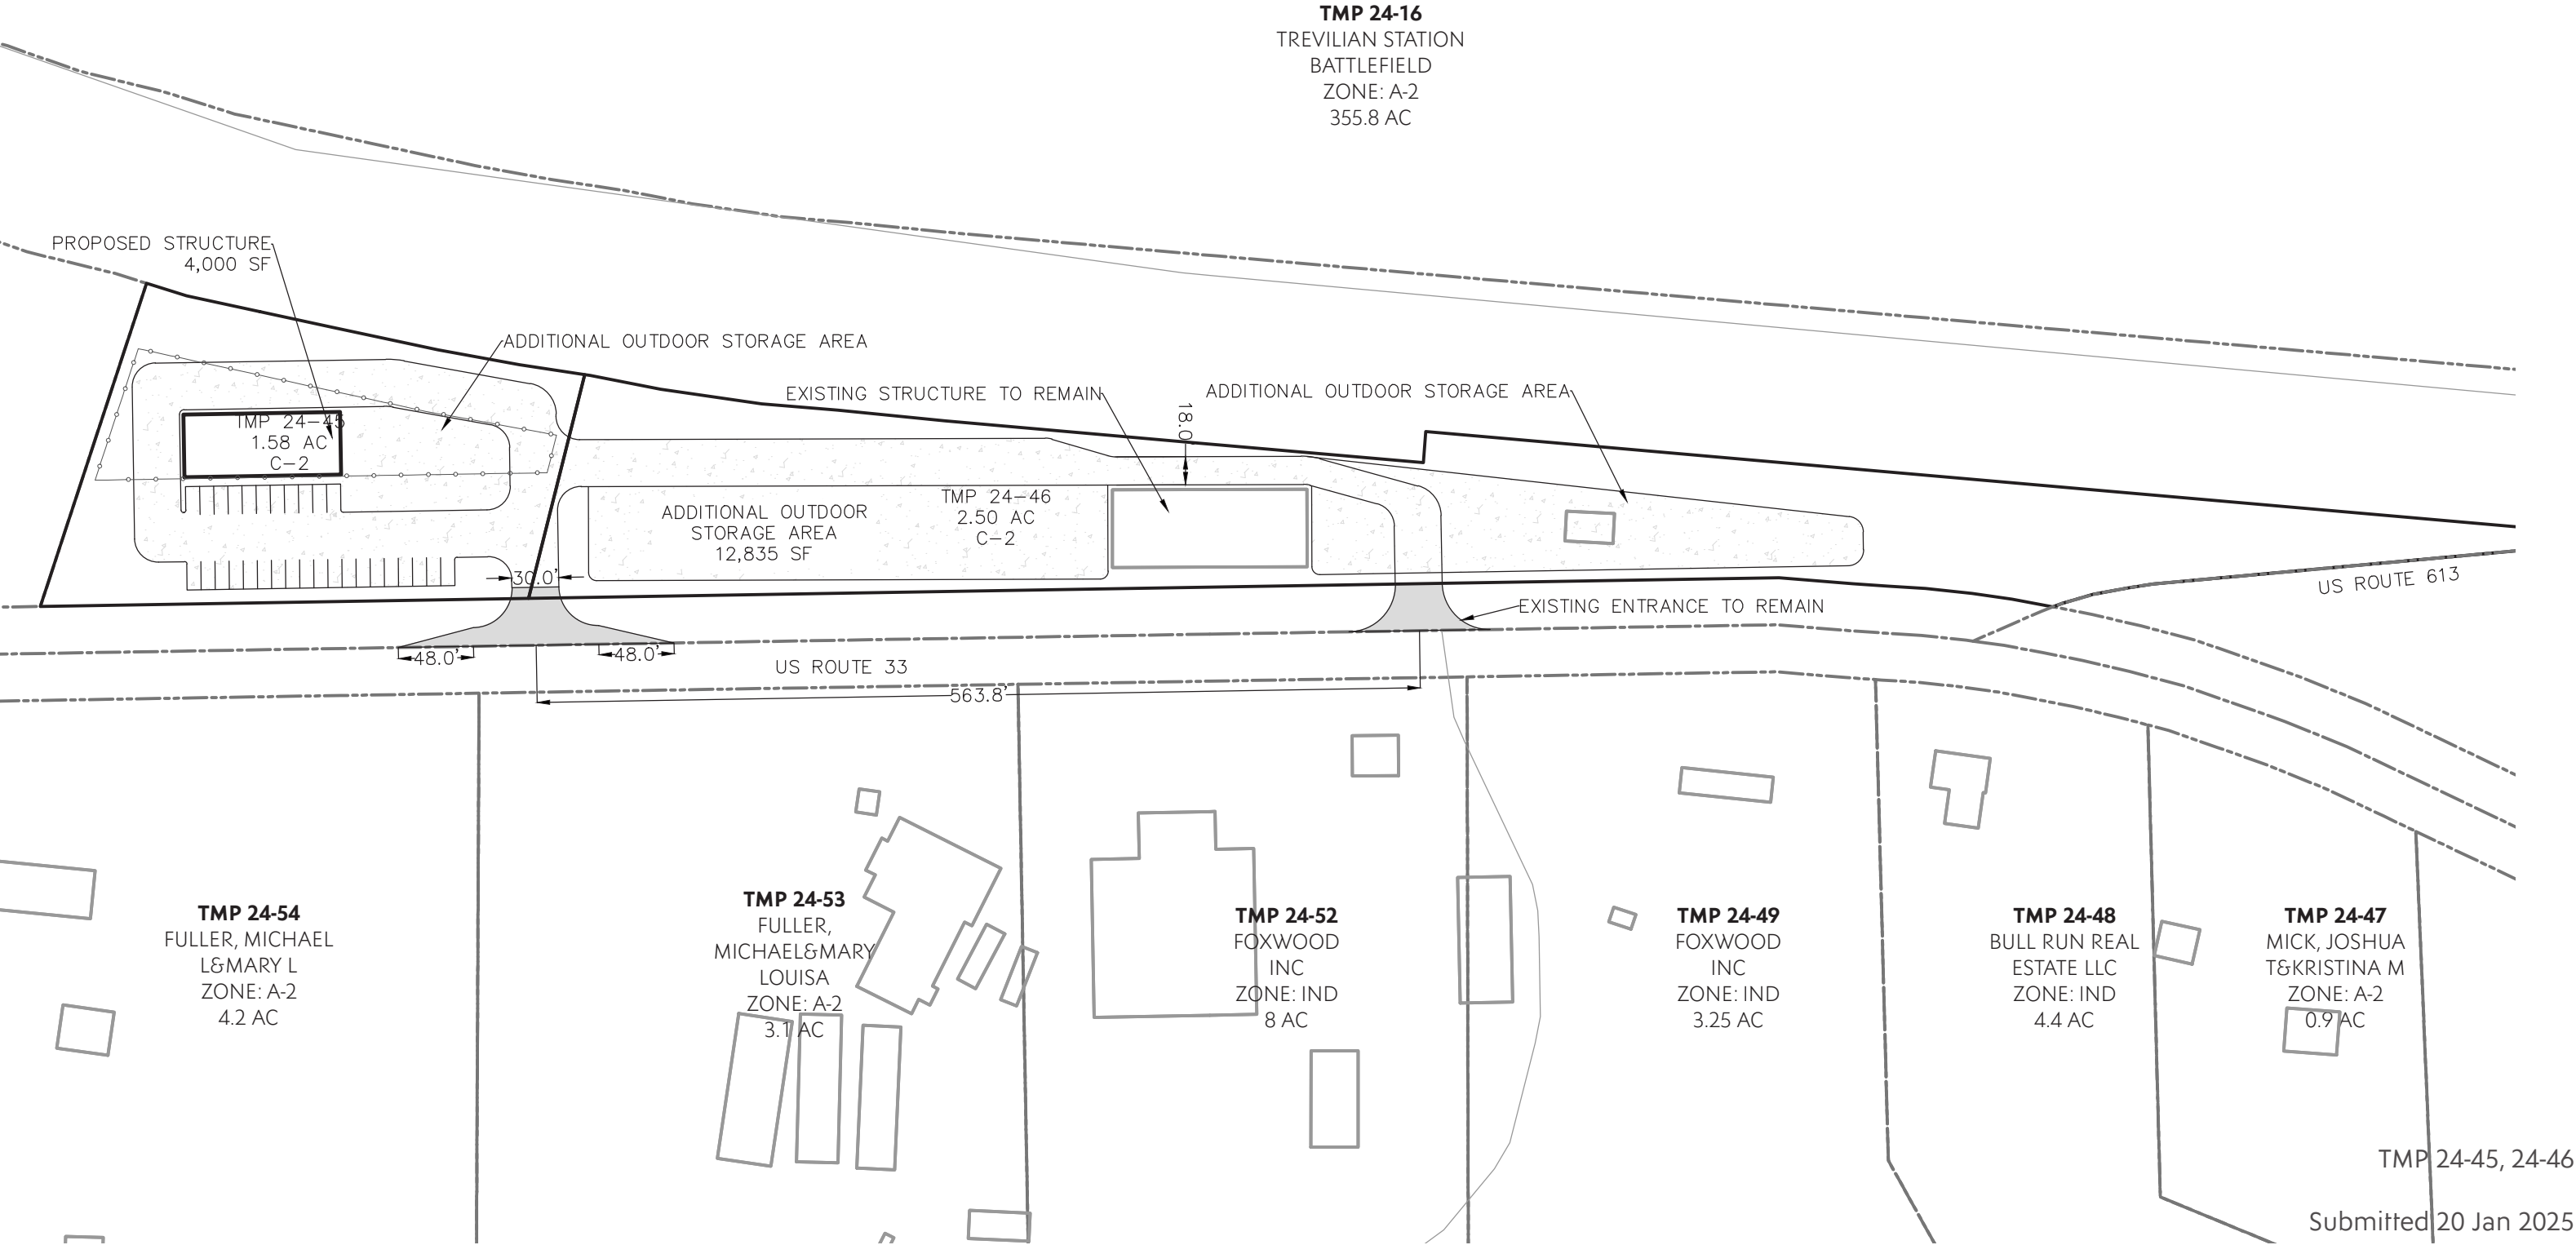 TMP 24-16
TREVILIAN STATION
BATTLEFIELD
ZONE: A-2
355.8 AC
PROPOSED STRUCTURE
4,000 SF
ADDITIONAL OUTDOOR STORAGE AREA
EXISTING STRUCTURE TO REMAIN
18.0'
ADDITIONAL OUTDOOR STORAGE AREA
TMP 24-45
1.58 AC
C-2
ADDITIONAL OUTDOOR
STORAGE AREA
12,835 SF
TMP 24-46
2.50 AC
C-2
30.0'
US ROUTE 613
EXISTING ENTRANCE TO REMAIN
48.0'
48.0'
US ROUTE 33
563.8'
TMP 24-54
FULLER, MICHAEL
L&MARY L
ZONE: A-2
4.2 AC
TMP 24-53
FULLER,
MICHAEL&MARY
LOUISA
ZONE: A-2
3.1 AC
TMP 24-52
FOXWOOD
INC
ZONE: IND
8 AC
TMP 24-49
FOXWOOD
INC
ZONE: IND
3.25 AC
TMP 24-48
BULL RUN REAL
ESTATE LLC
ZONE: IND
4.4 AC
TMP 24-47
MICK, JOSHUA
T&KRISTINA M
ZONE: A-2
0.9 AC
TMP 24-45, 24-46
Submitted 20 Jan 2025